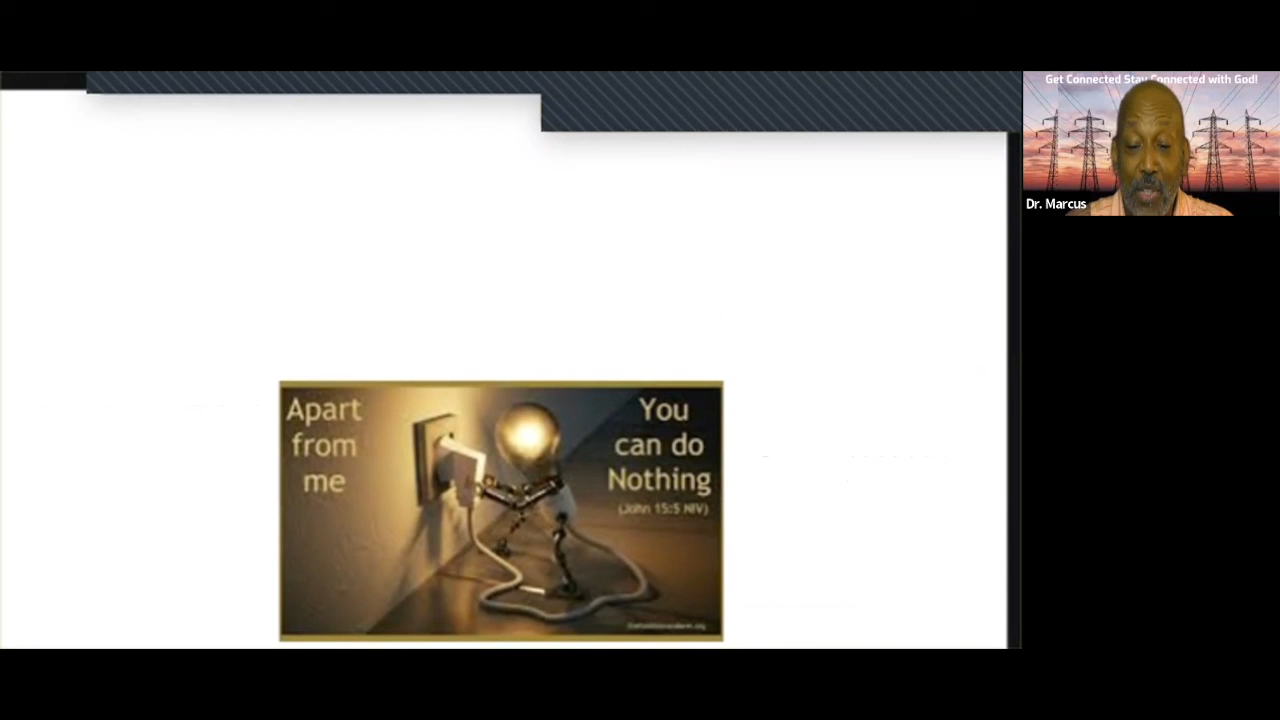 Get Connected Stay Connected with God!
Dr. Marcus
Apart
from
me
You
can do
Nothing
(John 15:5 NIV)